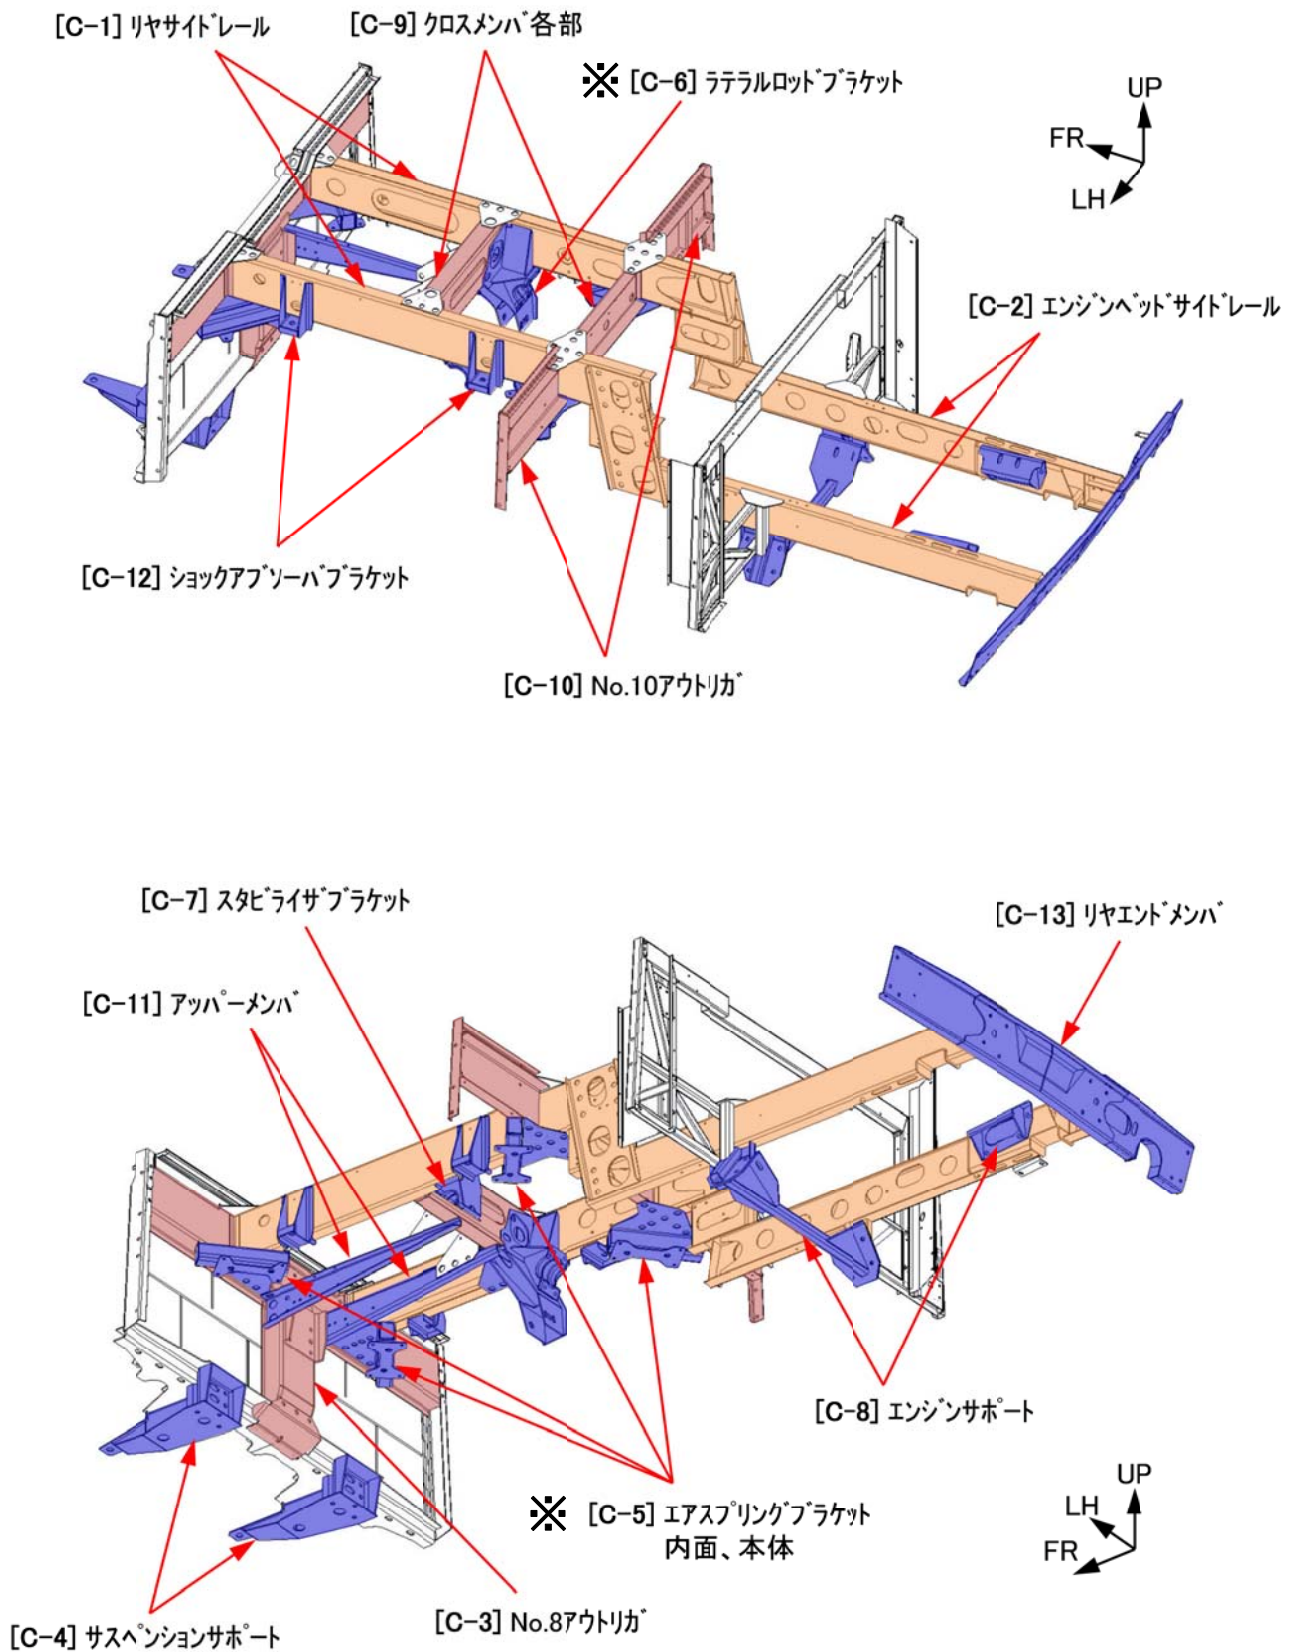 [C-1] リヤサイドレール
[C-9] クロスメンバ各部
※ [C-6] ラテラルロッドブラケット
UP
FR
LH
[C-2] エンジンベッドサイドレール
[C-12] ショックアブソーバブラケット
[C-10] No.10アウトリガ
[C-7] スタビライザブラケット
[C-13] リヤエンドメンバ
[C-11] アッパーメンバ
[C-8] エンジンサポート
※ [C-5] エアスプリングブラケット
内面、本体
UP
LH
FR
[C-3] No.8アウトリガ
[C-4] サスペンションサポート